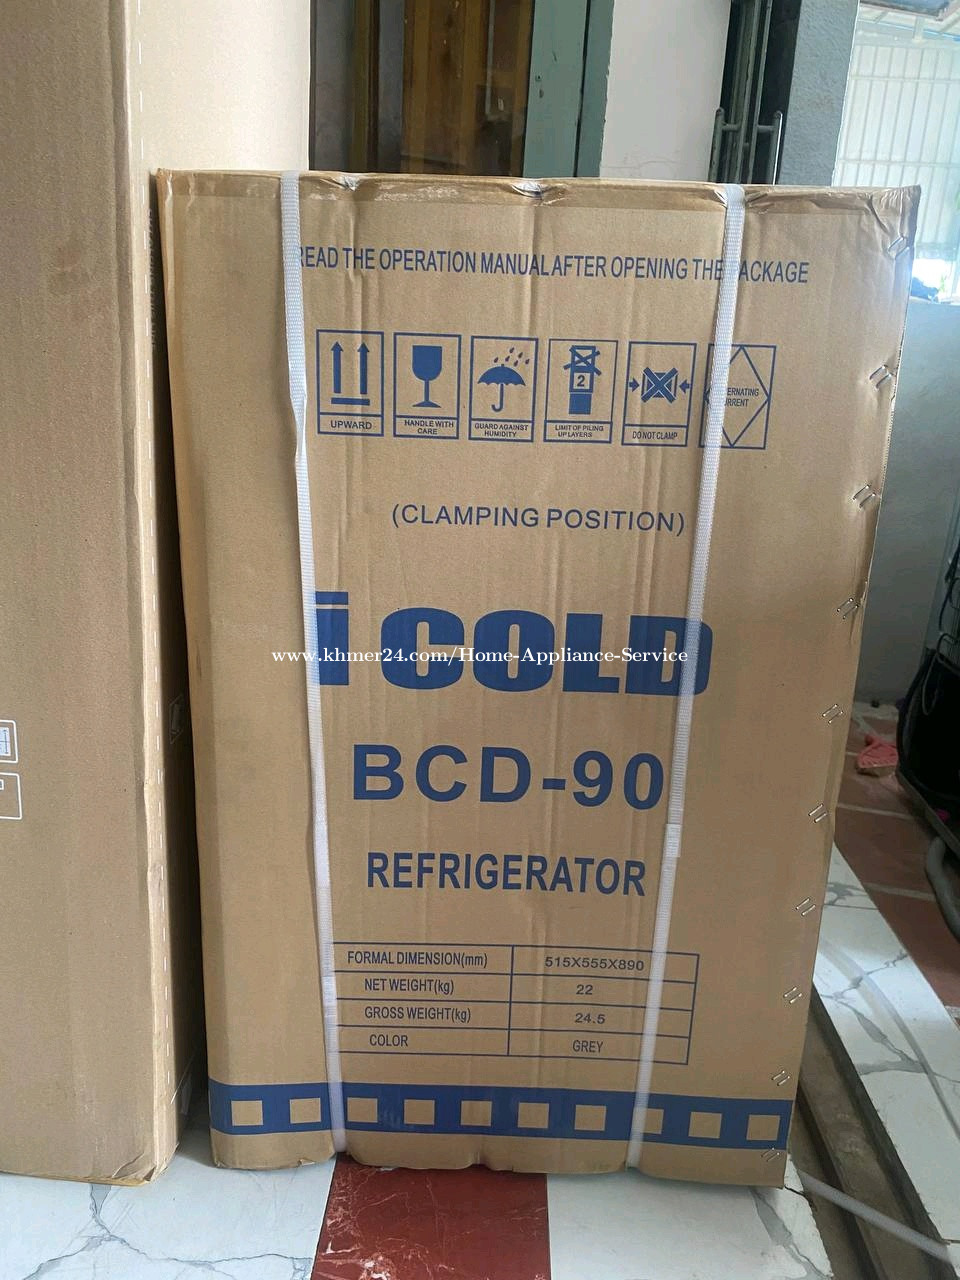 READ THE OPERATION MANUAL AFTER OPENING THE PACKAGE
UPWARD
HANDLE WITH CARE
GUARD AGAINST HUMIDITY
2
LIMIT OF PILING UP LAYERS
DO NOT CLAMP
ERNATING
RRENT
(CLAMPING POSITION)
iCOLD
www.khmer24.com/Home-Appliance-Service
BCD-90
REFRIGERATOR
FORMAL DIMENSION(mm) 515X555X890
NET WEIGHT(kg) 22
GROSS WEIGHT(kg) 24.5
COLOR GREY